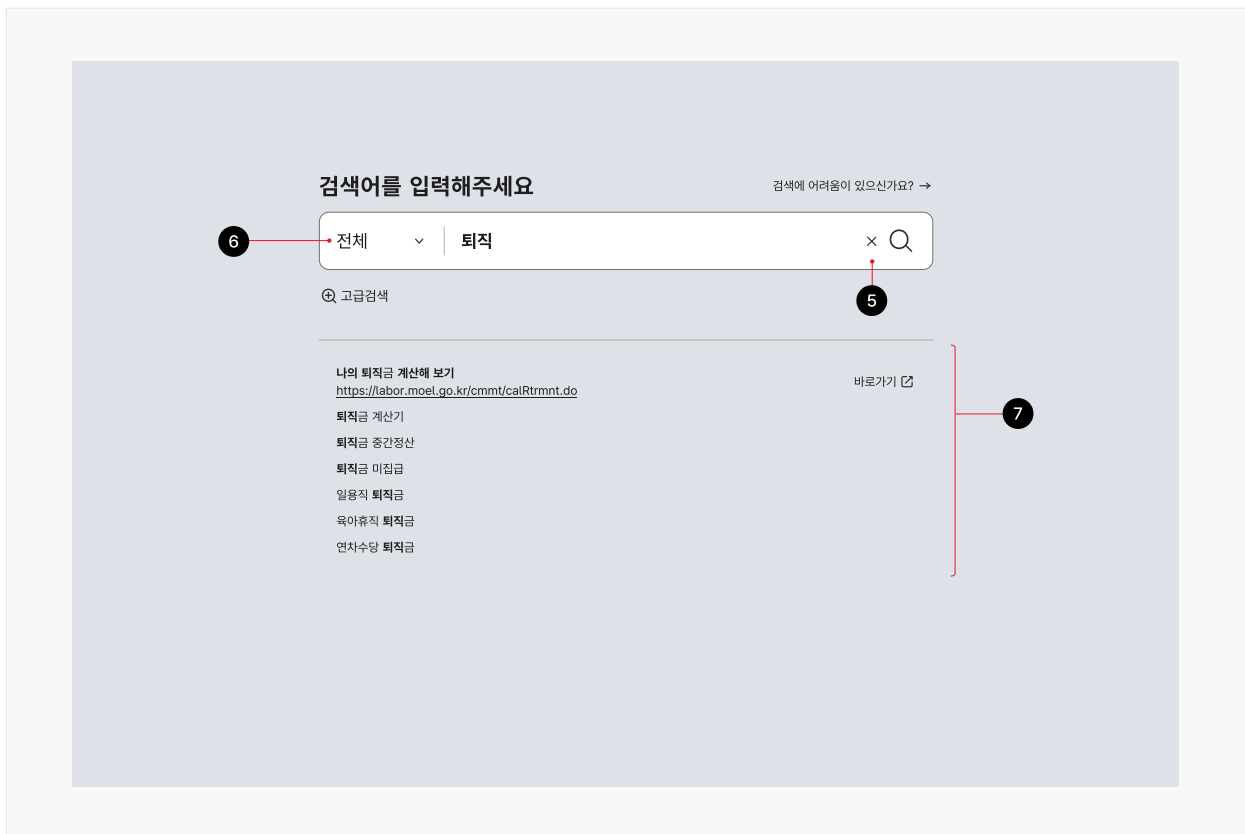 검색어를 입력해주세요
검색에 어려움이 있으신가요?
6
전체
퇴직
5
고급검색
나의 퇴직금 계산해 보기
https://labor.moel.go.kr/cmmt/calRtrmnt.do
바로가기
퇴직금 계산기
7
퇴직금 중간정산
퇴직금 미집급
일용직 퇴직금
육아휴직 퇴직금
연차수당 퇴직금